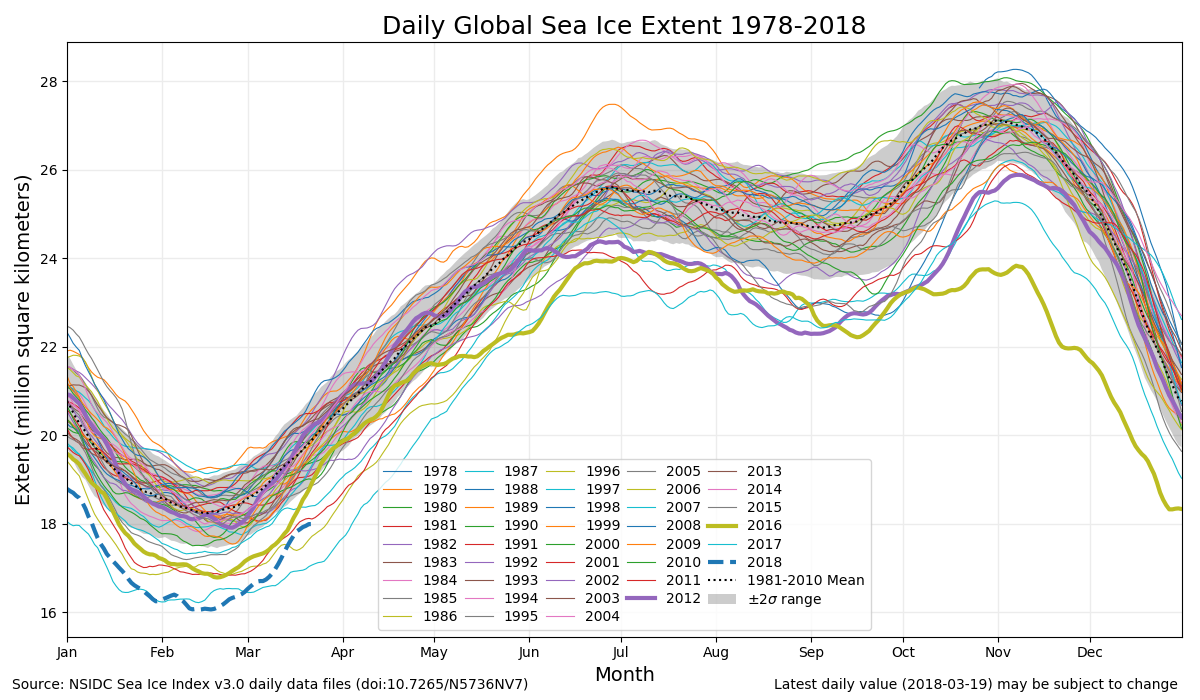 Daily Global Sea Ice Extent 1978-2018
Extent (million square kilometers)
28
26
24
22
20
18
16
1978 1987 1996 2005 2013
1979 1988 1997 2006 2014
1980 1989 1998 2007 2015
1981 1990 1999 2008 2016
1982 1991 2000 2009 2017
1983 1992 2001 2010 2018
1984 1993 2002 2011 1981-2010 Mean
1985 1994 2003 2012 ±2σ range
1986 1995 2004
Jan Feb Mar Apr May Jun Jul Aug Sep Oct Nov Dec
Month
Source: NSIDC Sea Ice Index v3.0 daily data files (doi:10.7265/N5736NV7)
Latest daily value (2018-03-19) may be subject to change